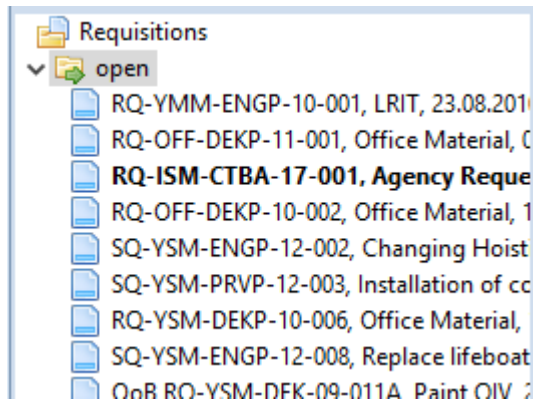 Requisitions
open
RQ-YMM-ENGP-10-001, LRIT, 23.08.201
RQ-OFF-DEKP-11-001, Office Material,
RQ-ISM-CTBA-17-001, Agency Reque
RQ-OFF-DEKP-10-002, Office Material, 1
SQ-YSM-ENGP-12-002, Changing Hoist
SQ-YSM-PRVP-12-003, Installation of
RQ-YSM-DEKP-10-006, Office Material,
SQ-YSM-ENGP-12-008, Replace lifeboat
QoB RQ-YSM-DEK-09-011A, Paint OIV, 2